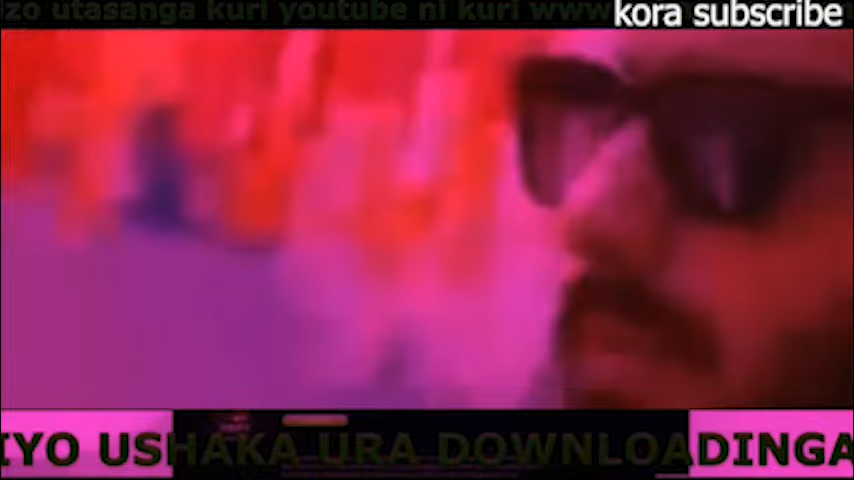 izo utasanga kuri youtube ni kuri www
kora subscribe
IYO USHAKA URA DOWNLOADINGA